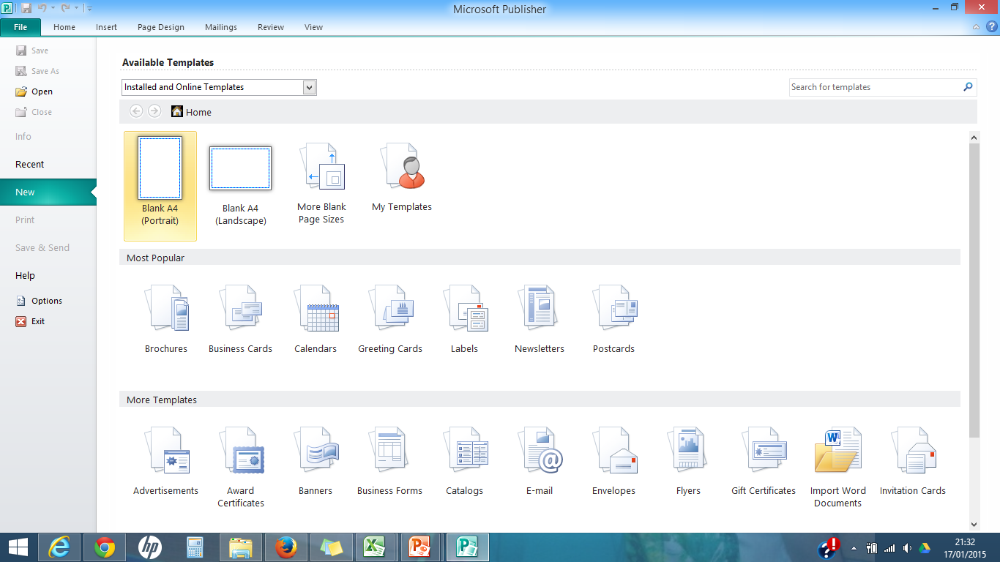 Microsoft Publisher
File Home Insert Page Design Mailings Review View
Save
Save As
Open
Close
Info
Recent
New
Print
Save & Send
Help
Options
Exit
Available Templates
Installed and Online Templates
Search for templates
Home
Blank A4
(Portrait)
Blank A4
(Landscape)
More Blank
Page Sizes
My Templates
Most Popular
Brochures Business Cards Calendars Greeting Cards Labels Newsletters Postcards
More Templates
Advertisements
Award
Certificates
Banners
Business Forms
Catalogs
E-mail
Envelopes
Flyers
Gift Certificates
Import Word
Documents
Invitation Cards
21:32
17/01/2015